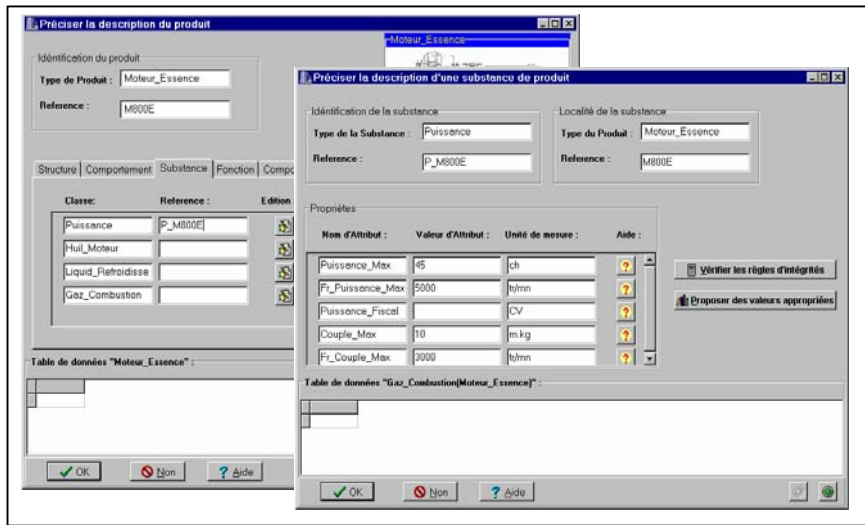 Préciser la description du produit
Moteur_Essence
Idéntification du produit
Type de Produit : Moteur_Essence
Reference : M800E
Structure Comportement Substance Fonction Compo
Classe: Reference : Edition
Puissance P_M800E
Huil_Moteur
Liquid_Refroidisse
Gaz_Combustion
Table de données "Moteur_Essence" :
OK Non ? Aide
Préciser la description d'une substance de produit
Idéntification de la substance
Type de la Substance : Puissance
Reference : P_M800E
Localité de la substance
Type du Produit : Moteur_Essence
Reference : M800E
Propriètes
Nom d'Attribut : Valeur d'Attribut : Unité de mesure : Aide :
Puissance_Max 45 ch ?
Fr_Puissance_Max 5000 tr/mn ?
Puissance_Fiscal CV ?
Couple_Max 10 m.kg ?
Fr_Couple_Max 3000 tr/mn ?
Vérifier les règles d'intégrités
Proposer des valeurs appropriées
Table de données "Gaz_Combustion(Moteur_Essence)" :
OK Non ? Aide